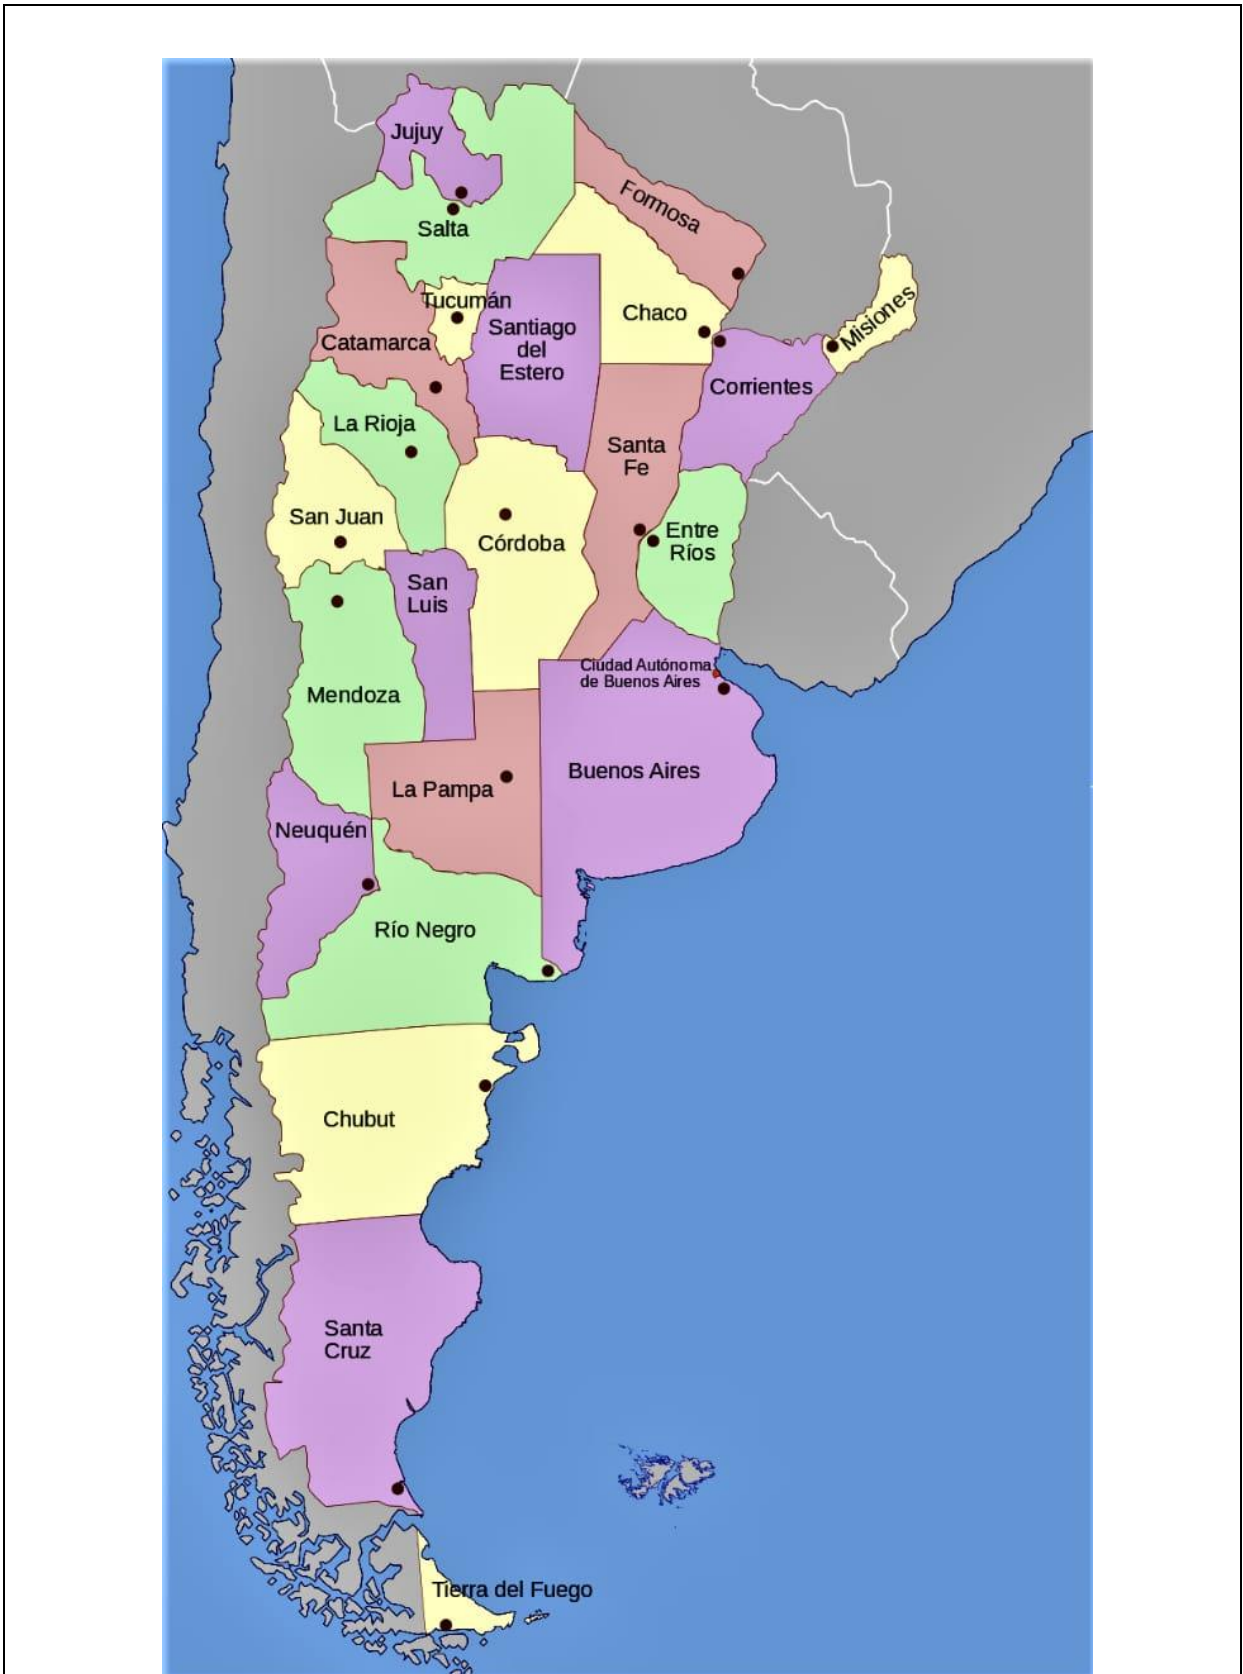 Jujuy
Formosa
Salta
Misiones
Tucumán
Chaco
Santiago
del
Estero
Catamarca
Corrientes
La Rioja
Santa
Fe
San Juan
Entre
Ríos
Córdoba
San
Luis
Ciudad Autónoma
de Buenos Aires
Mendoza
Buenos Aires
La Pampa
Neuquén
Río Negro
Chubut
Santa
Cruz
Tierra del Fuego